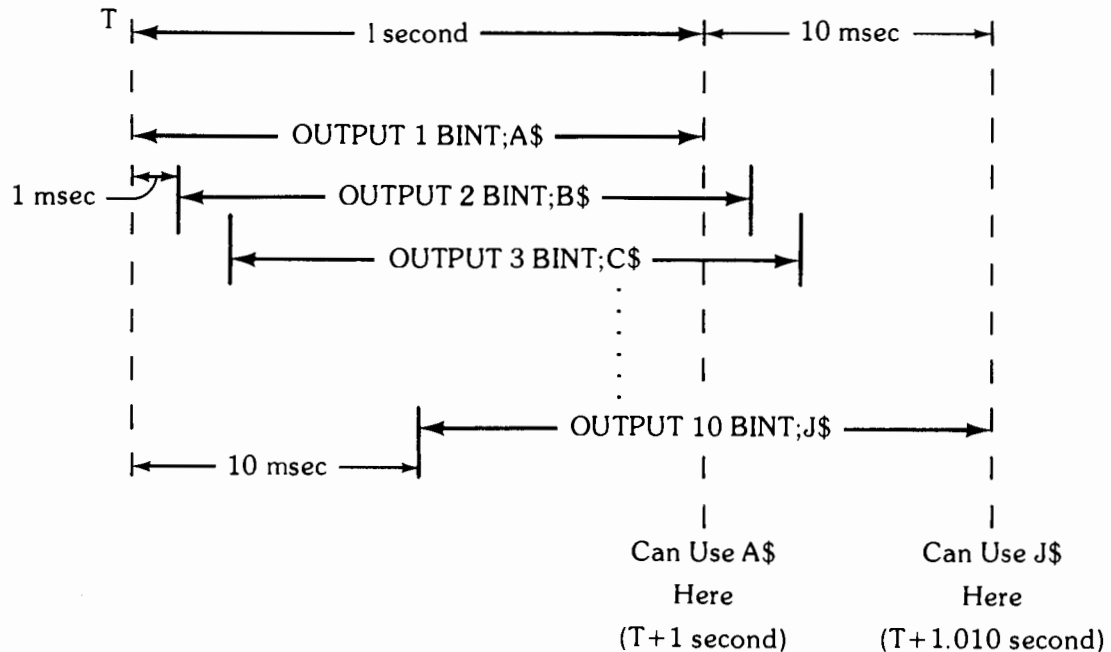 T
1 second
10 msec
OUTPUT 1 BINT;A$
1 msec
OUTPUT 2 BINT;B$
OUTPUT 3 BINT;C$
OUTPUT 10 BINT;J$
10 msec
Can Use A$
Here
(T+1 second)
Can Use J$
Here
(T+1.010 second)